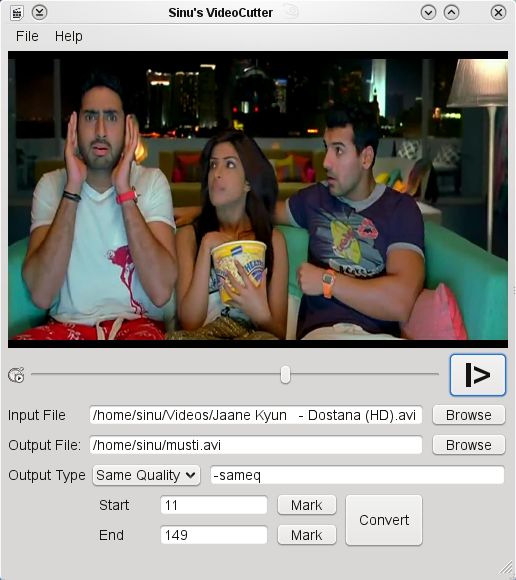 Sinu's VideoCutter
File Help
Input File /home/sinu/Videos/Jaane Kyun - Dostana (HD).avi Browse
Output File: /home/sinu/musti.avi Browse
Output Type Same Quality -sameq
Start 11 Mark
End 149 Mark
Convert